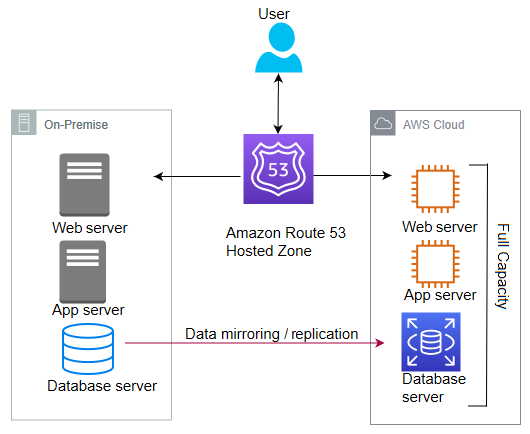 User
On-Premise
AWS Cloud
53
Web server
Amazon Route 53
Hosted Zone
Web server
App server
App server
Full Capacity
Data mirroring / replication
Database server
Database
server